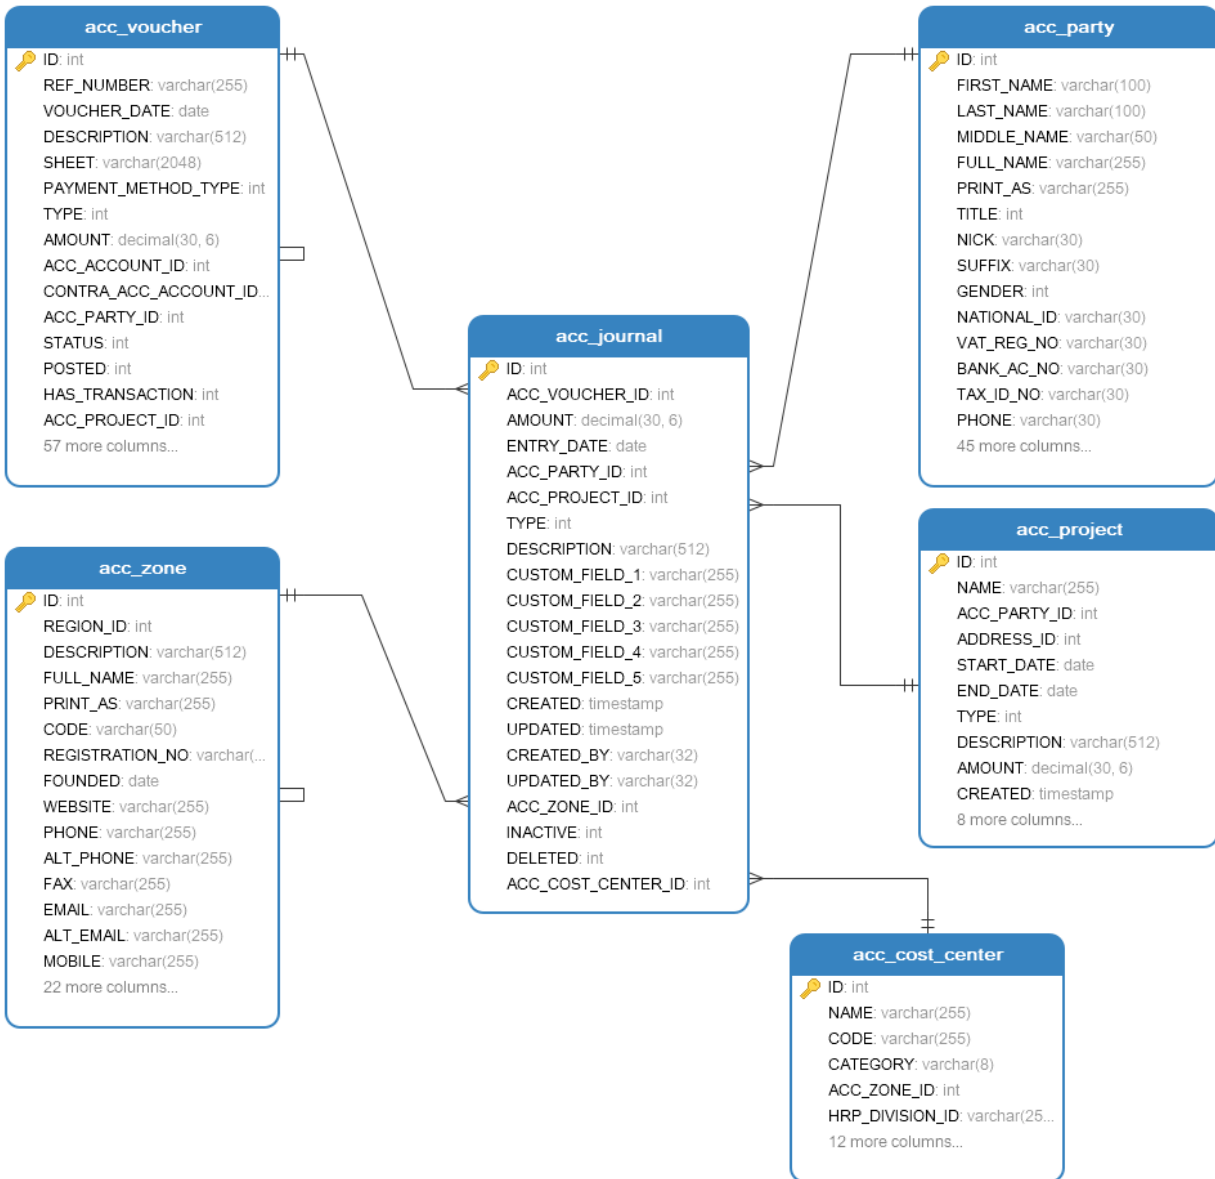 acc_voucher
ID: int
REF_NUMBER: varchar(255)
VOUCHER_DATE: date
DESCRIPTION: varchar(512)
SHEET: varchar(2048)
PAYMENT_METHOD_TYPE: int
TYPE: int
AMOUNT: decimal(30, 6)
ACC_ACCOUNT_ID: int
CONTRA_ACC_ACCOUNT_ID...
ACC_PARTY_ID: int
STATUS: int
POSTED: int
HAS_TRANSACTION: int
ACC_PROJECT_ID: int
57 more columns...
acc_party
ID: int
FIRST_NAME: varchar(100)
LAST_NAME: varchar(100)
MIDDLE_NAME: varchar(50)
FULL_NAME: varchar(255)
PRINT_AS: varchar(255)
TITLE: int
NICK: varchar(30)
SUFFIX: varchar(30)
GENDER: int
NATIONAL_ID: varchar(30)
VAT_REG_NO: varchar(30)
BANK_AC_NO: varchar(30)
TAX_ID_NO: varchar(30)
PHONE: varchar(30)
45 more columns...
acc_journal
ID: int
ACC_VOUCHER_ID: int
AMOUNT: decimal(30, 6)
ENTRY_DATE: date
ACC_PARTY_ID: int
ACC_PROJECT_ID: int
TYPE: int
DESCRIPTION: varchar(512)
CUSTOM_FIELD_1: varchar(255)
CUSTOM_FIELD_2: varchar(255)
CUSTOM_FIELD_3: varchar(255)
CUSTOM_FIELD_4: varchar(255)
CUSTOM_FIELD_5: varchar(255)
CREATED: timestamp
UPDATED: timestamp
CREATED_BY: varchar(32)
UPDATED_BY: varchar(32)
ACC_ZONE_ID: int
INACTIVE: int
DELETED: int
ACC_COST_CENTER_ID: int
acc_zone
ID: int
REGION_ID: int
DESCRIPTION: varchar(512)
FULL_NAME: varchar(255)
PRINT_AS: varchar(255)
CODE: varchar(50)
REGISTRATION_NO: varchar(...
FOUNDED: date
WEBSITE: varchar(255)
PHONE: varchar(255)
ALT_PHONE: varchar(255)
FAX: varchar(255)
EMAIL: varchar(255)
ALT_EMAIL: varchar(255)
MOBILE: varchar(255)
22 more columns...
acc_project
ID: int
NAME: varchar(255)
ACC_PARTY_ID: int
ADDRESS_ID: int
START_DATE: date
END_DATE: date
TYPE: int
DESCRIPTION: varchar(512)
AMOUNT: decimal(30, 6)
CREATED: timestamp
8 more columns...
acc_cost_center
ID: int
NAME: varchar(255)
CODE: varchar(255)
CATEGORY: varchar(8)
ACC_ZONE_ID: int
HRP_DIVISION_ID: varchar(25...
12 more columns...